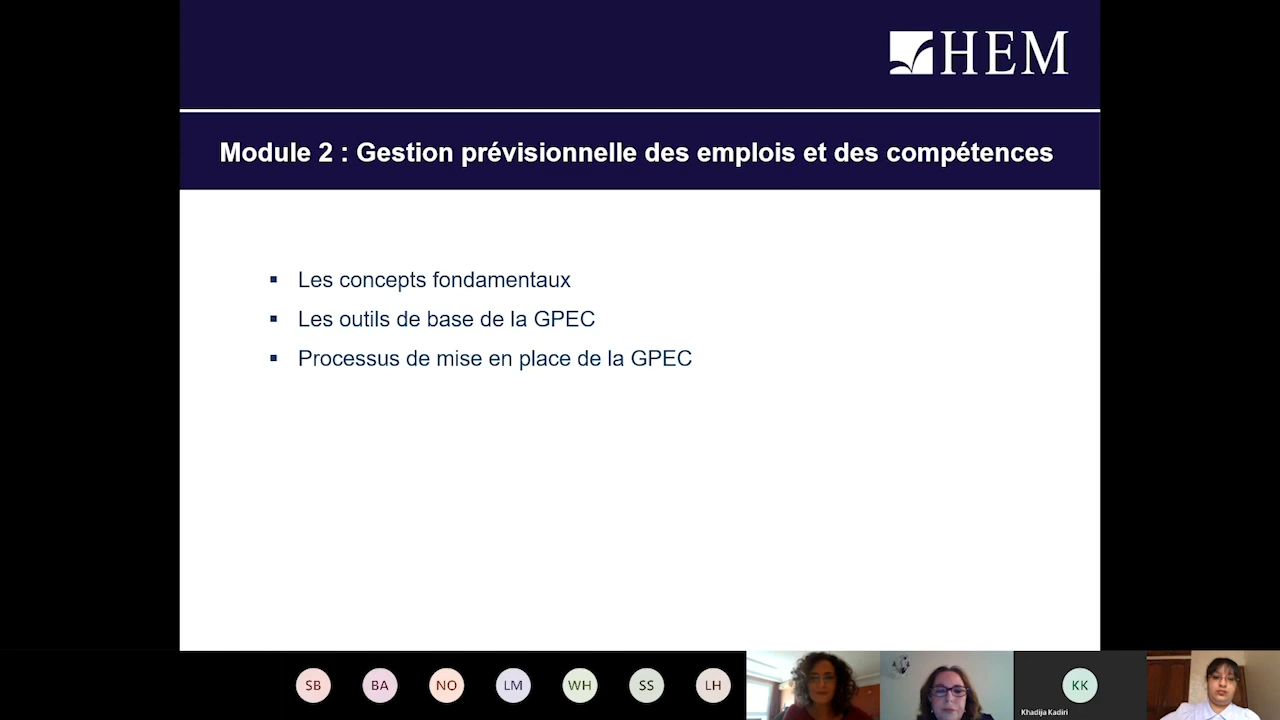 HEM
Module 2 : Gestion prévisionnelle des emplois et des compétences
Les concepts fondamentaux
Les outils de base de la GPEC
Processus de mise en place de la GPEC
SB BA NO LM WH SS LH KK
Khadija Kadiri